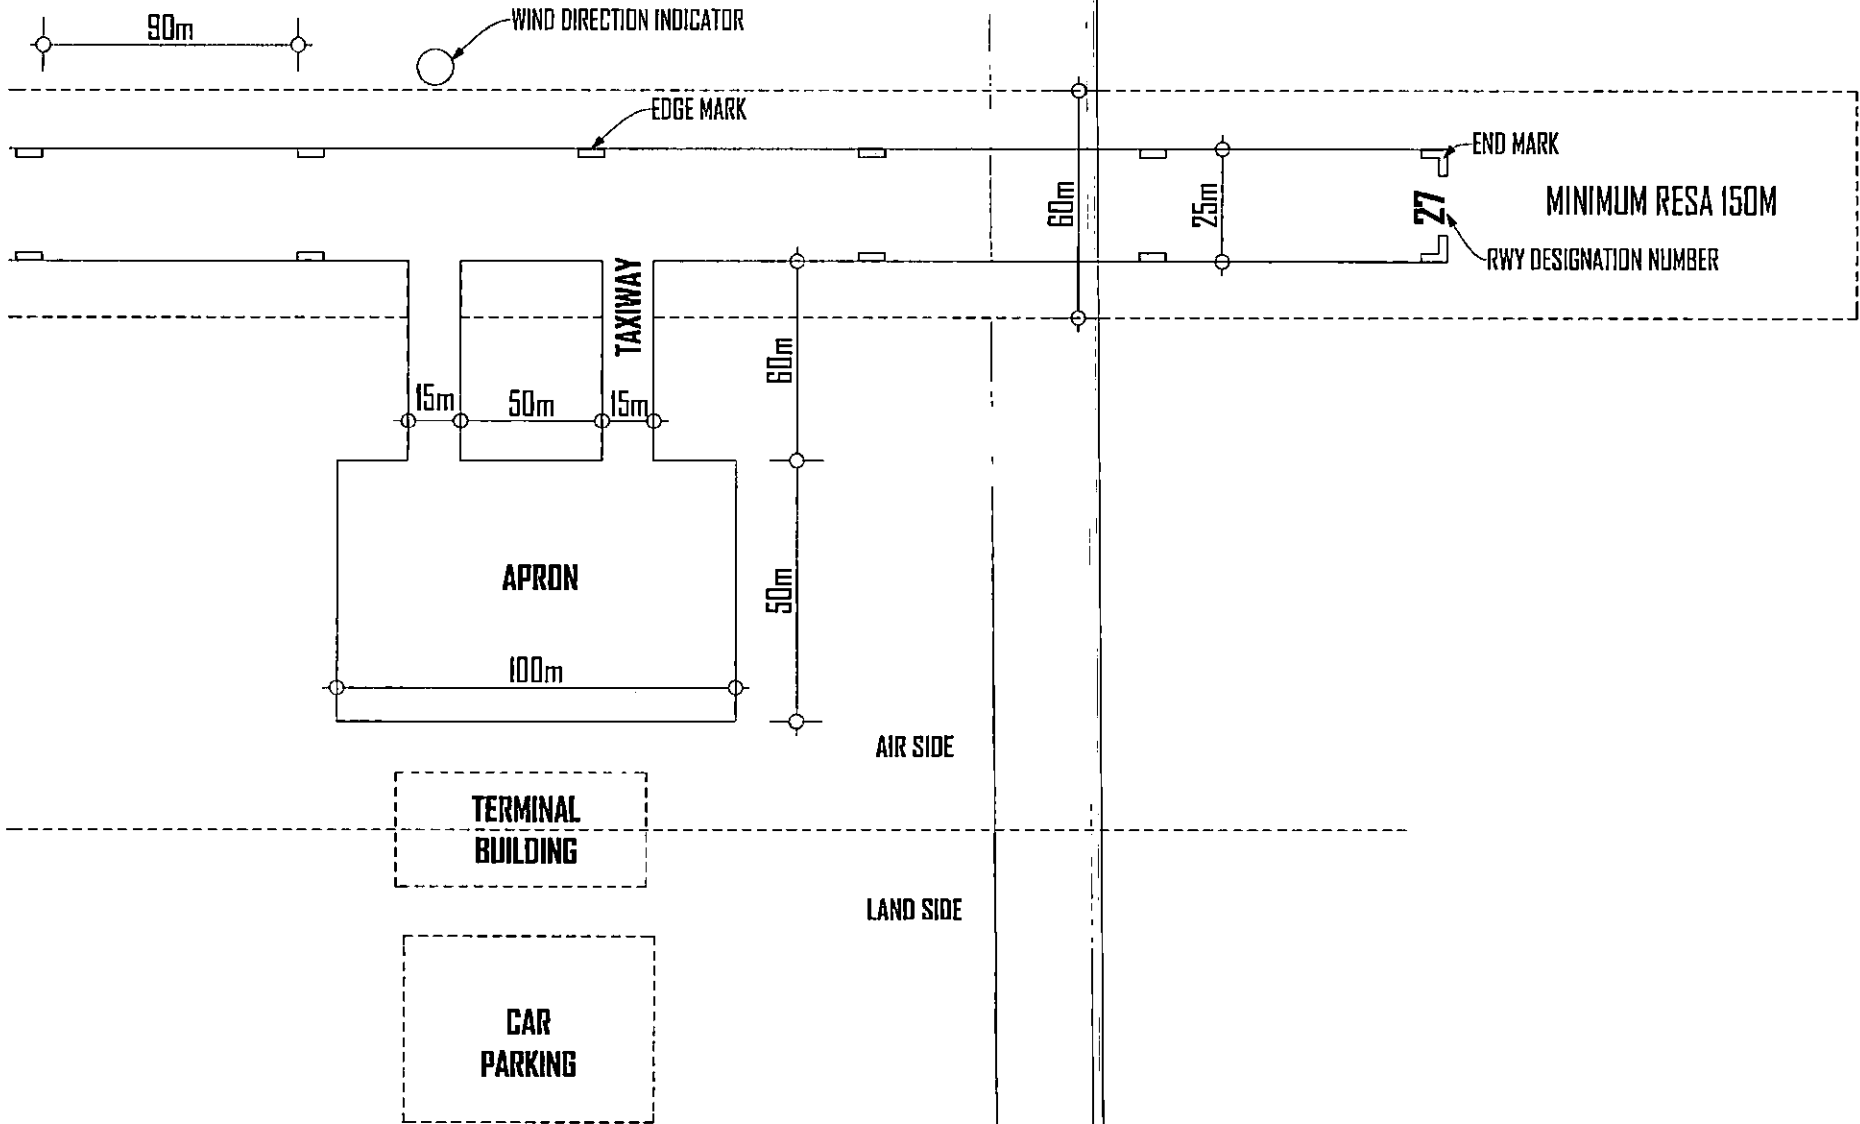 90m
WIND DIRECTION INDICATOR
EDGE MARK
END MARK
60m
25m
27
MINIMUM RESA 150M
RWY DESIGNATION NUMBER
TAXIWAY
60m
15m
50m
15m
APRON
50m
100m
AIR SIDE
TERMINAL
BUILDING
LAND SIDE
CAR
PARKING